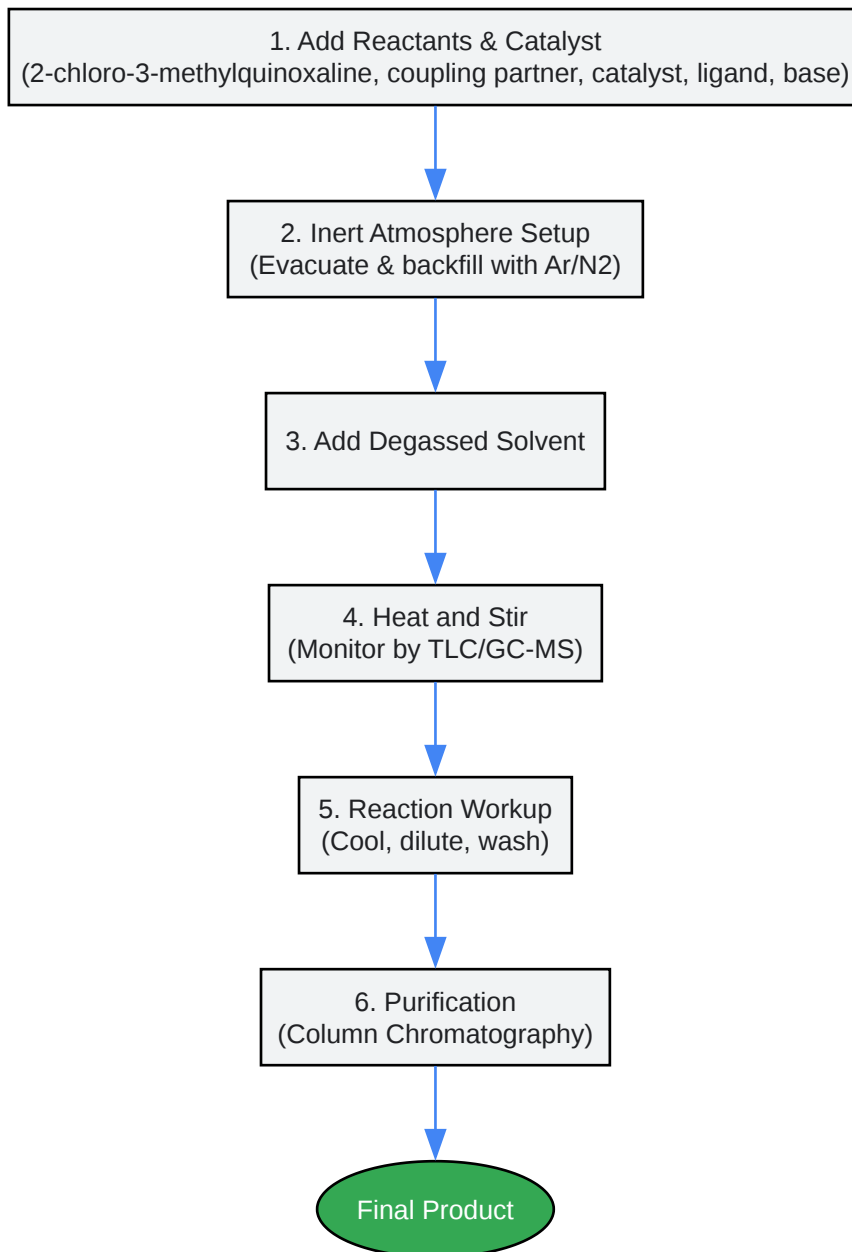 1. Add Reactants & Catalyst
(2-chloro-3-methylquinoxaline, coupling partner, catalyst, ligand, base)
2. Inert Atmosphere Setup
(Evacuate & backfill with Ar/N2)
3. Add Degassed Solvent
4. Heat and Stir
(Monitor by TLC/GC-MS)
5. Reaction Workup
(Cool, dilute, wash)
6. Purification
(Column Chromatography)
Final Product